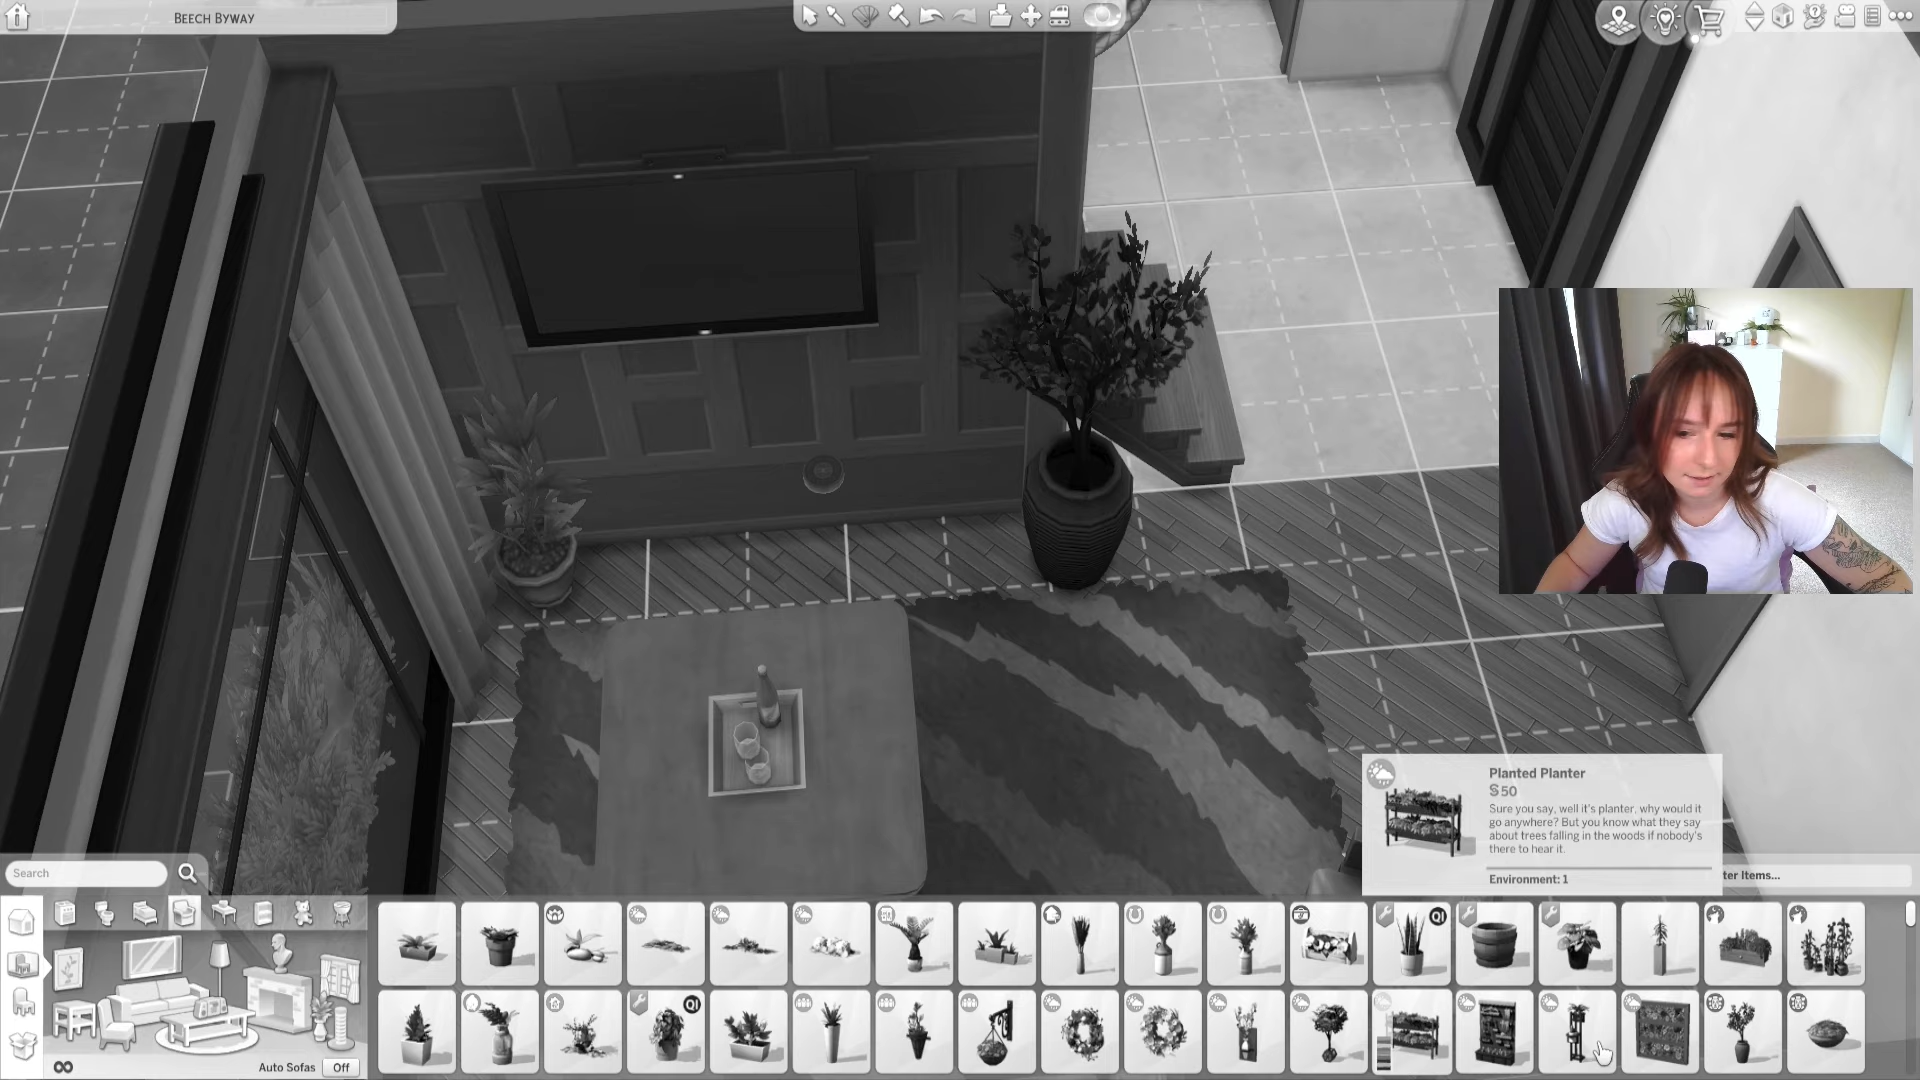 BEECH BYWAY
Planted Planter
§50
Sure you say, well it's planter, why would it
go anywhere? But you know what they say
about trees falling in the woods if nobody's
there to hear it.
Environment: 1
ter Items...
Search
QI
QI
Auto Sofas
Off